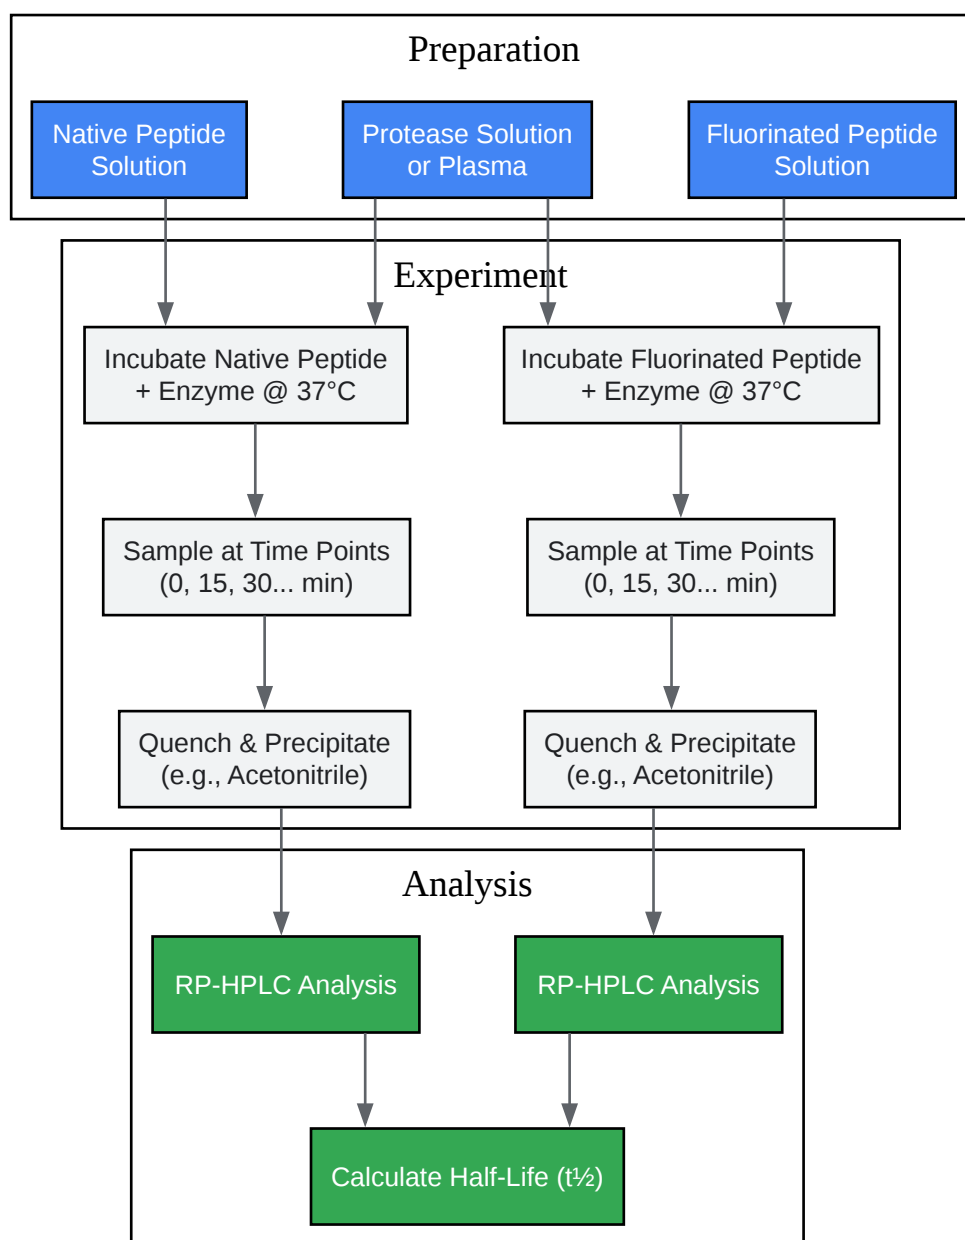 Preparation
Native Peptide
Solution
Protease Solution
or Plasma
Fluorinated Peptide
Solution
Experiment
Incubate Native Peptide
+ Enzyme @ 37°C
Incubate Fluorinated Peptide
+ Enzyme @ 37°C
Sample at Time Points
(0, 15, 30... min)
Sample at Time Points
(0, 15, 30... min)
Quench & Precipitate
(e.g., Acetonitrile)
Quench & Precipitate
(e.g., Acetonitrile)
Analysis
RP-HPLC Analysis
RP-HPLC Analysis
Calculate Half-Life (t½)